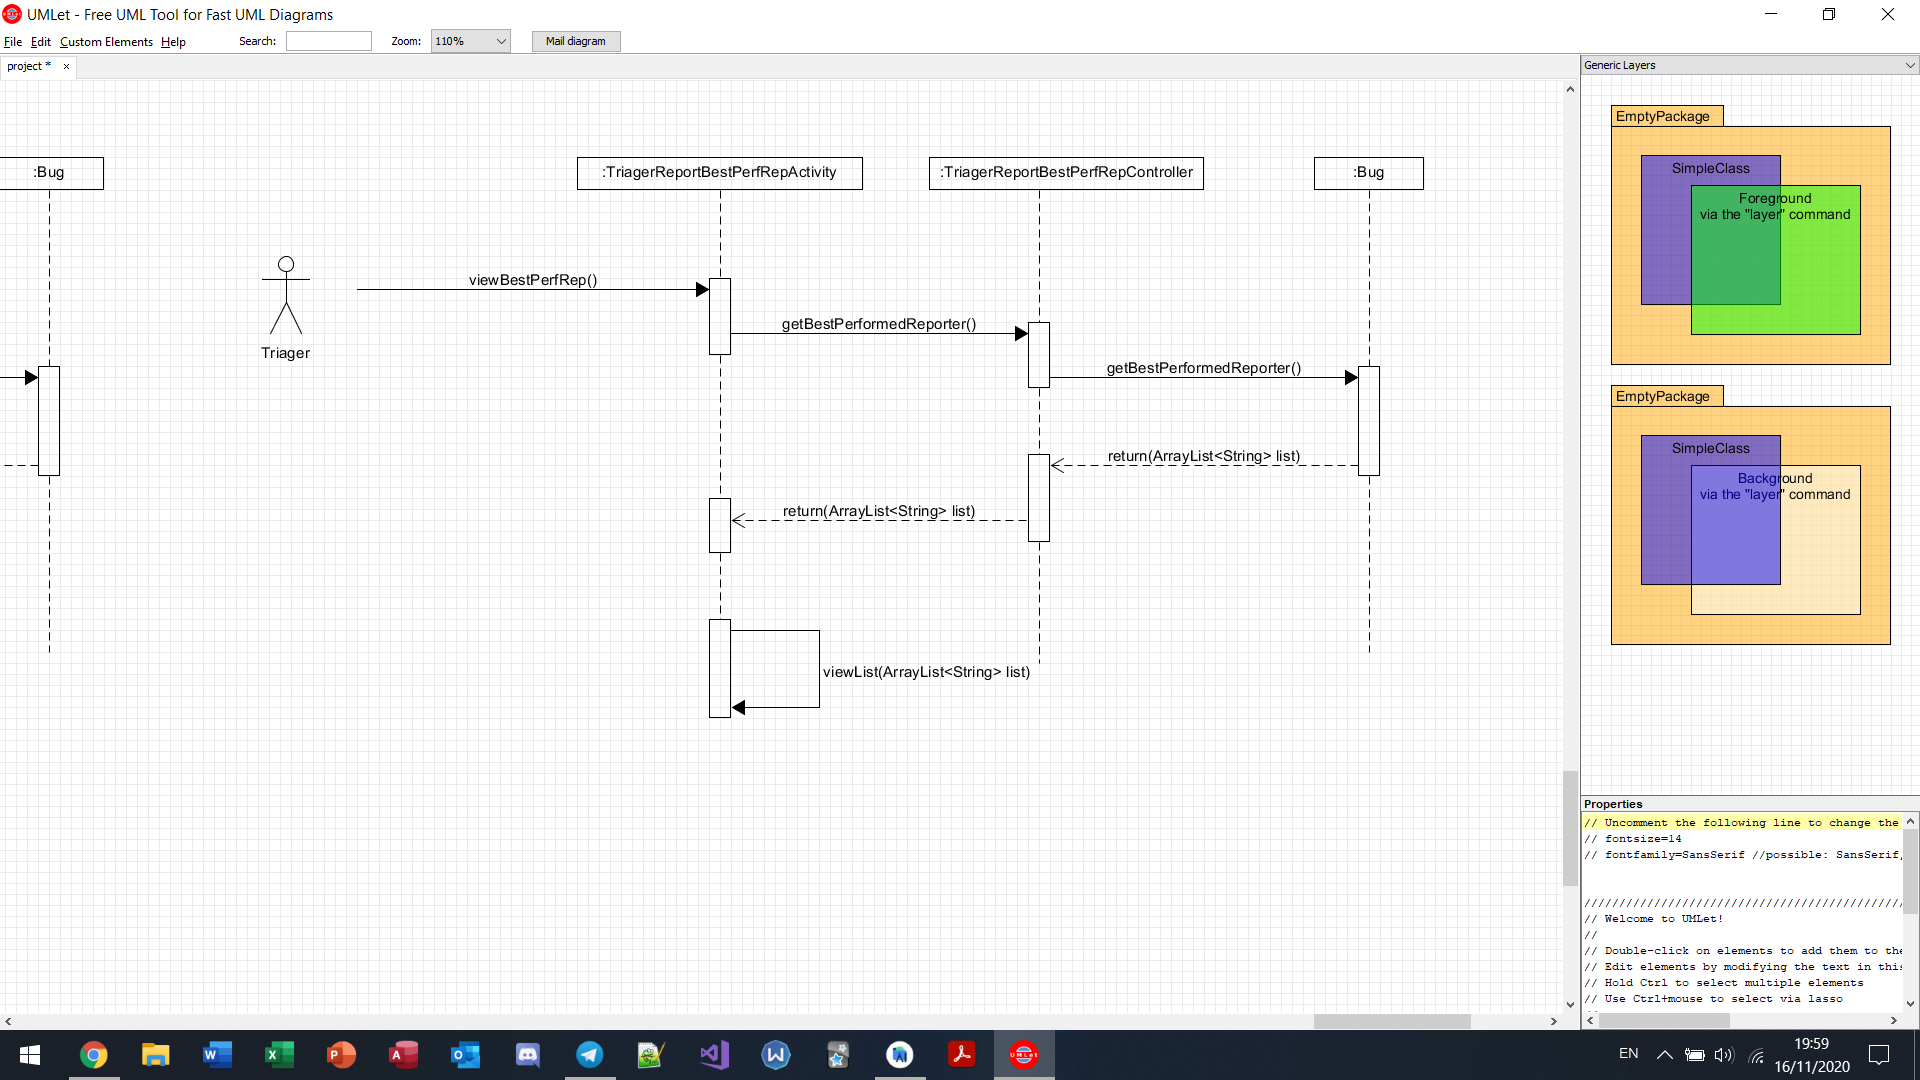 UMLet - Free UML Tool for Fast UML Diagrams
File Edit Custom Elements Help Search: Zoom: 110% Mail diagram
project *
Generic Layers
:Bug
:TriagerReportBestPerfRepActivity
:TriagerReportBestPerfRepController
:Bug
viewBestPerfRep()
Triager
getBestPerformedReporter()
getBestPerformedReporter()
return(ArrayList<String> list)
return(ArrayList<String> list)
viewList(ArrayList<String> list)
EmptyPackage
SimpleClass
Foreground
via the "layer" command
EmptyPackage
SimpleClass
Background
via the "layer" command
Properties
// Uncomment the following line to change the
// fontsize=14
// fontfamily=SansSerif //possible: SansSerif,
//////////////////////////////////////////////
// Welcome to UMLet!
//
// Double-click on elements to add them to the
// Edit elements by modifying the text in this
// Hold Ctrl to select multiple elements
// Use Ctrl+mouse to select via lasso
EN
19:59
16/11/2020